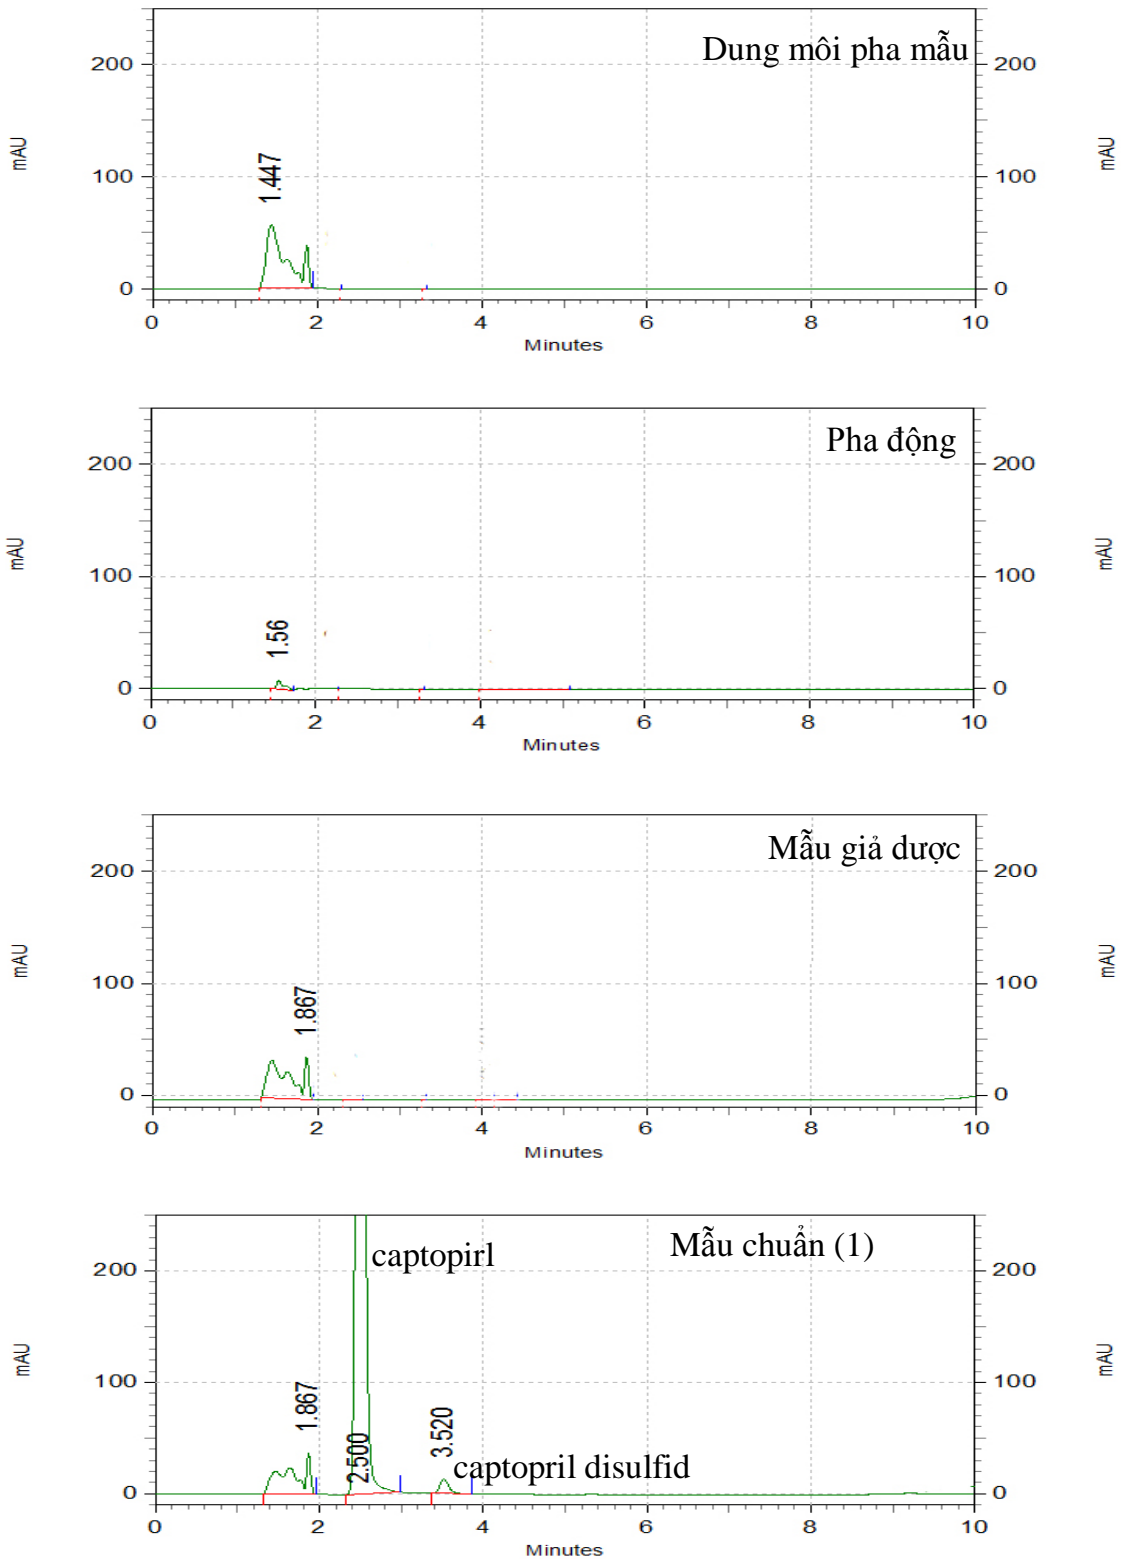 Dung môi pha mẫu
200 200
mAU mAU
1.447
100 100
0 0
0 2 4 6 8 10
Minutes
Pha động
200 200
mAU mAU
100 100
1.56
0 0
0 2 4 6 8 10
Minutes
Mẫu giả dược
200 200
mAU mAU
100 100
1.867
0 0
0 2 4 6 8 10
Minutes
Mẫu chuẩn (1)
captopirl
200 200
mAU mAU
100 100
1.867
2.500
3.520
captopril disulfid
0 0
0 2 4 6 8 10
Minutes